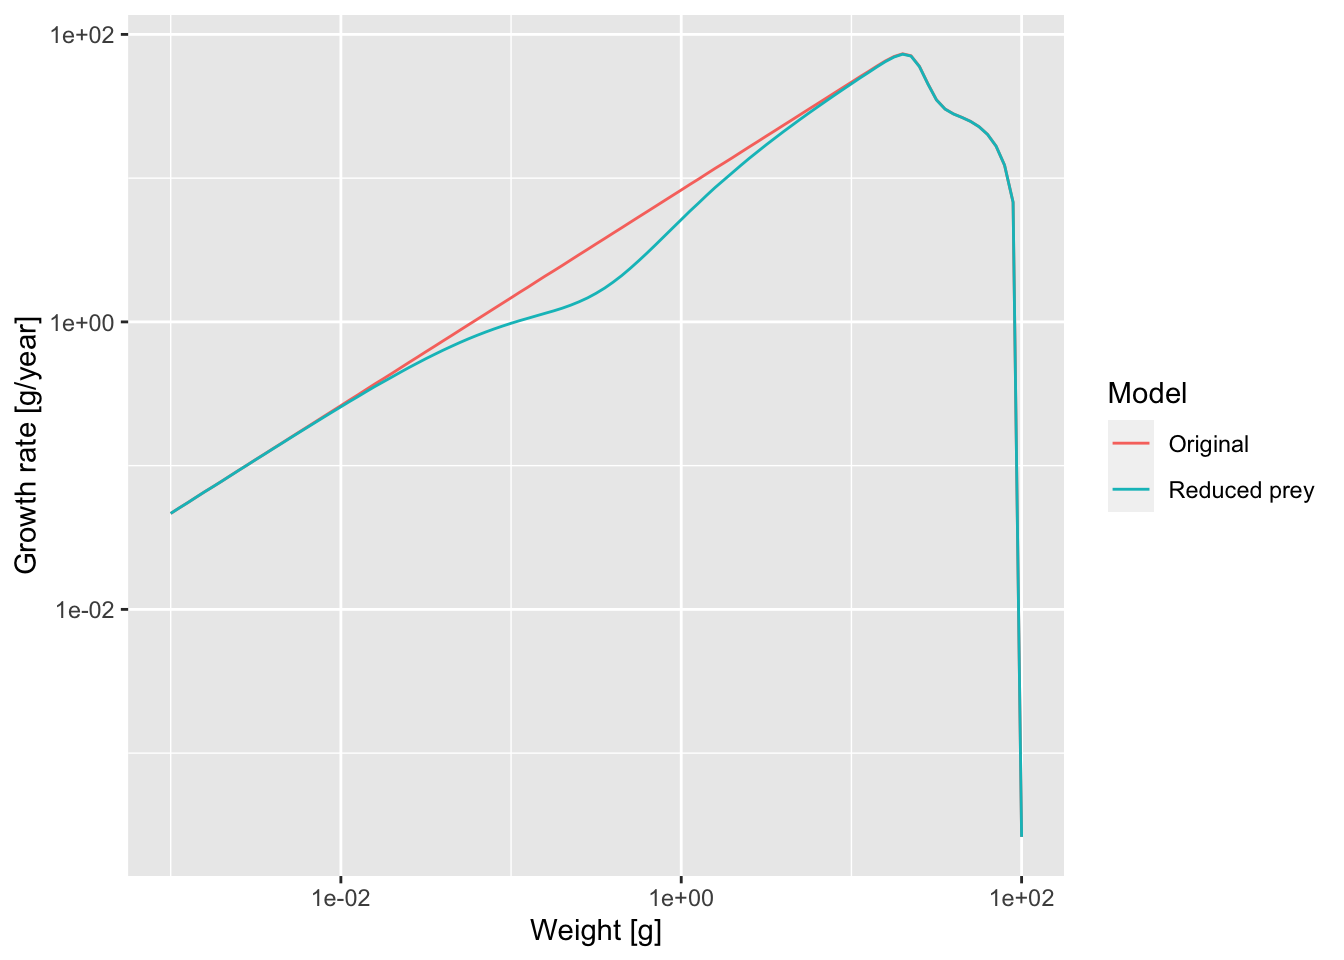 1e+02
1e+00
1e-02
Growth rate [g/year]
1e-02
1e+00
1e+02
Weight [g]
Model
Original
Reduced prey